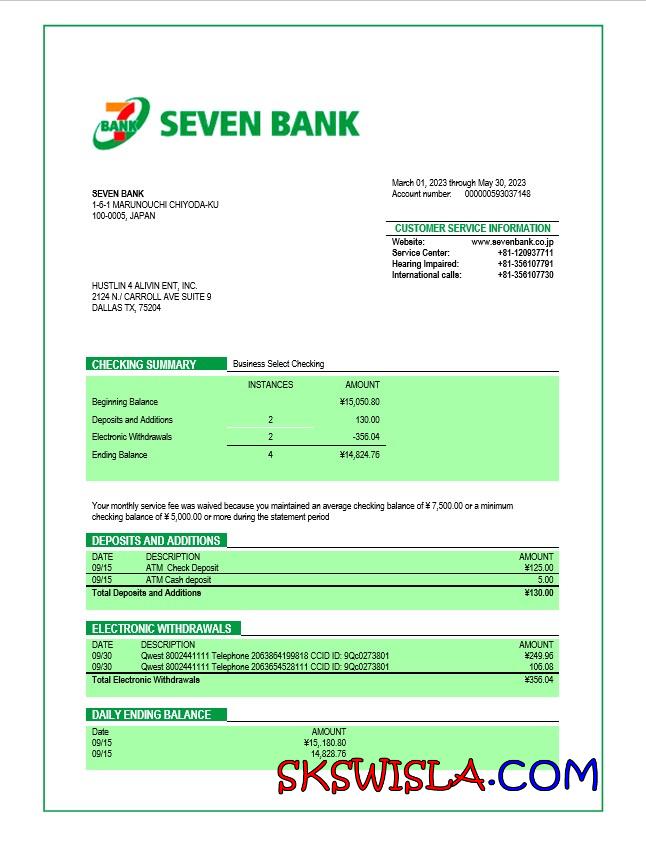 7 BANK SEVEN BANK
March 01, 2023 through May 30, 2023
Account number: 000000593037148
SEVEN BANK
1-6-1 MARUNOUCHI CHIYODA-KU
100-0005, JAPAN
CUSTOMER SERVICE INFORMATION
Website: www.sevenbank.co.jp
Service Center: +81-120937711
Hearing Impaired: +81-356107791
International calls: +81-356107730
HUSTLIN 4 ALIVIN ENT, INC.
2124 N./ CARROLL AVE SUITE 9
DALLAS TX, 75204
CHECKING SUMMARY Business Select Checking
INSTANCES AMOUNT
Beginning Balance ¥15,050.80
Deposits and Additions 2 130.00
Electronic Withdrawals 2 -356.04
Ending Balance 4 ¥14,824.76
Your monthly service fee was waived because you maintained an average checking balance of ¥ 7,500.00 or a minimum
checking balance of ¥ 5,000.00 or more during the statement period
DEPOSITS AND ADDITIONS
DATE DESCRIPTION AMOUNT
09/15 ATM Check Deposit ¥125.00
09/15 ATM Cash deposit 5.00
Total Deposits and Additions ¥130.00
ELECTRONIC WITHDRAWALS
DATE DESCRIPTION AMOUNT
09/30 Qwest 8002441111 Telephone 2063864199818 CCID ID: 9Qc0273801 ¥249.96
09/30 Qwest 8002441111 Telephone 2063654528111 CCID ID: 9Qc0273801 106.08
Total Electronic Withdrawals ¥356.04
DAILY ENDING BALANCE
Date AMOUNT
09/15 ¥15,.180.80
09/15 14,828.76
SKSWISLA.COM